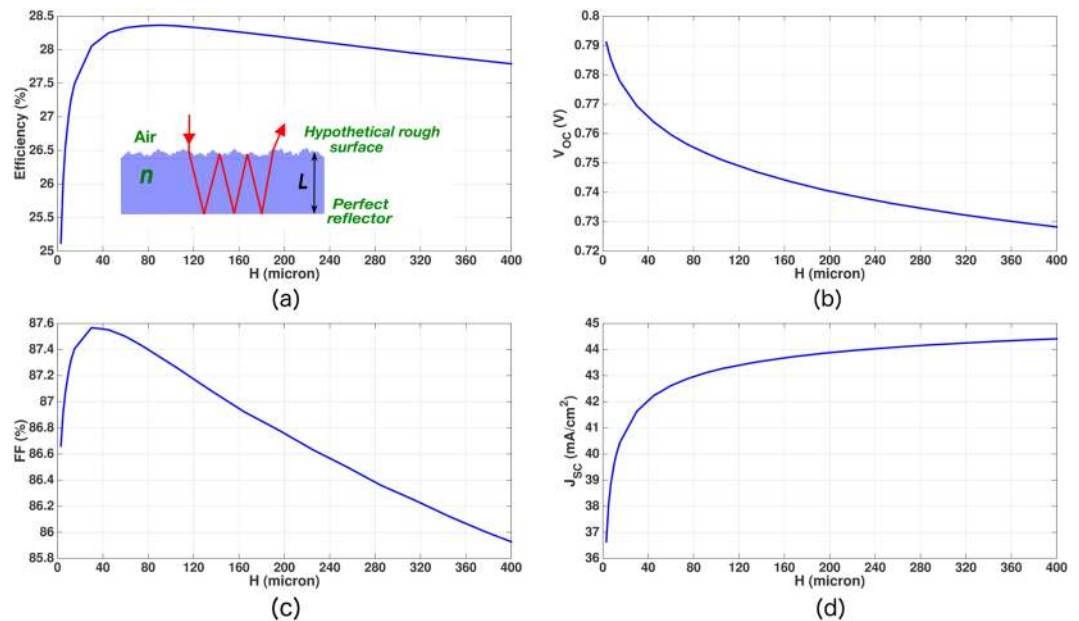 28.5
28
27.5
27
26.5
26
25.5
25
Efficiency (%)
0 40 80 120 160 200 240 280 320 360 400
H (micron)
Air
Hypothetical rough
surface
n
L
Perfect
reflector
(a)
0.8
0.79
0.78
0.77
0.76
0.75
0.74
0.73
0.72
V_OC (V)
0 40 80 120 160 200 240 280 320 360 400
H (micron)
(b)
87.6
87.4
87.2
87
86.8
86.6
86.4
86.2
86
85.8
FF (%)
0 40 80 120 160 200 240 280 320 360 400
H (micron)
(c)
45
44
43
42
41
40
39
38
37
36
J_SC (mA/cm²)
0 40 80 120 160 200 240 280 320 360 400
H (micron)
(d)